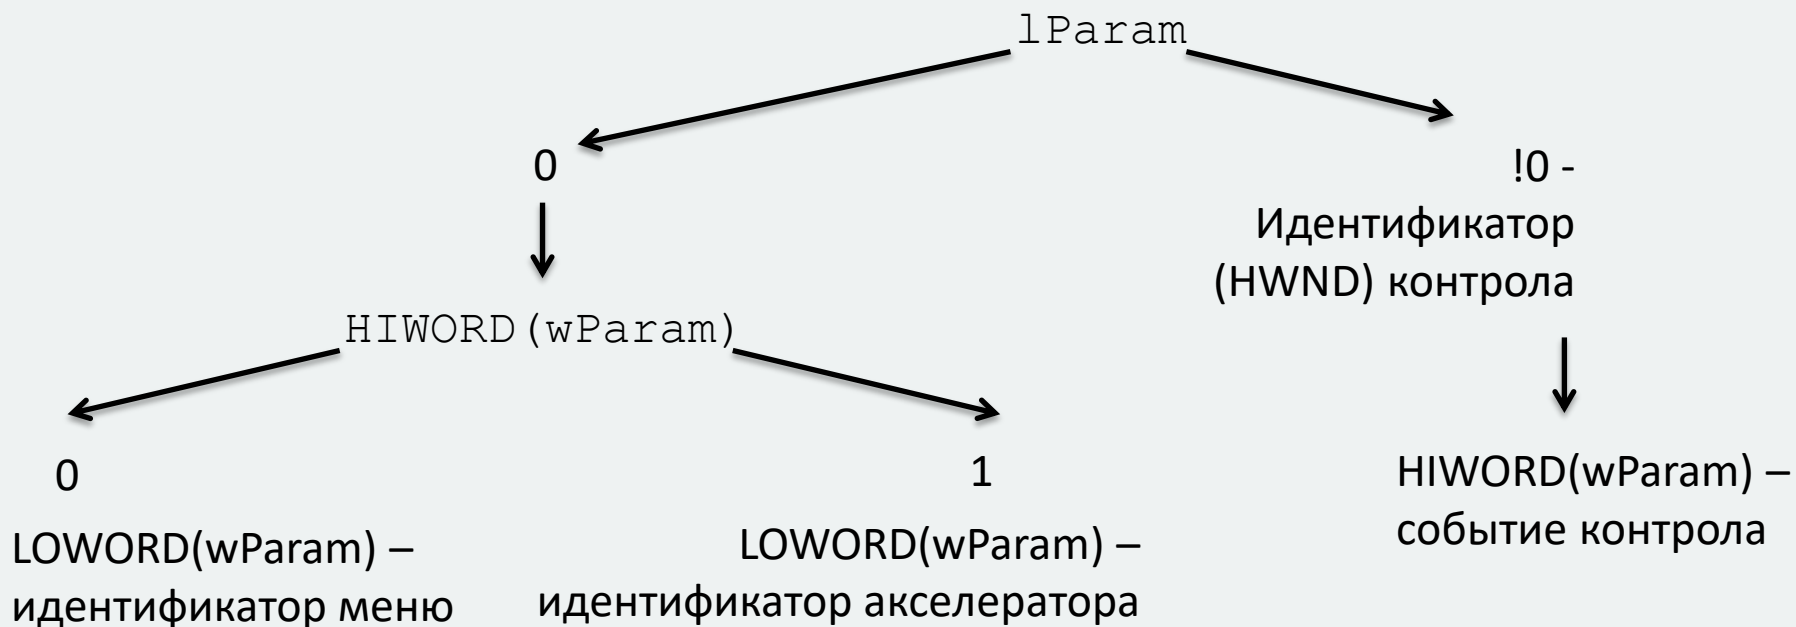 lParam
0
!0 -
Идентификатор
(HWND) контрола
HIWORD(wParam)
0
LOWORD(wParam) –
идентификатор меню
1
LOWORD(wParam) –
идентификатор акселератора
HIWORD(wParam) –
событие контрола